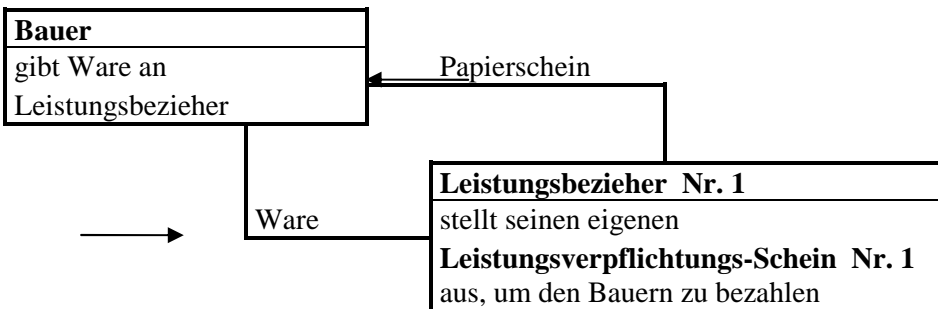 Bauer
gibt Ware an
Leistungsbezieher
Papierschein
Ware
Leistungsbezieher Nr. 1
stellt seinen eigenen
Leistungsverpflichtungs-Schein Nr. 1
aus, um den Bauern zu bezahlen